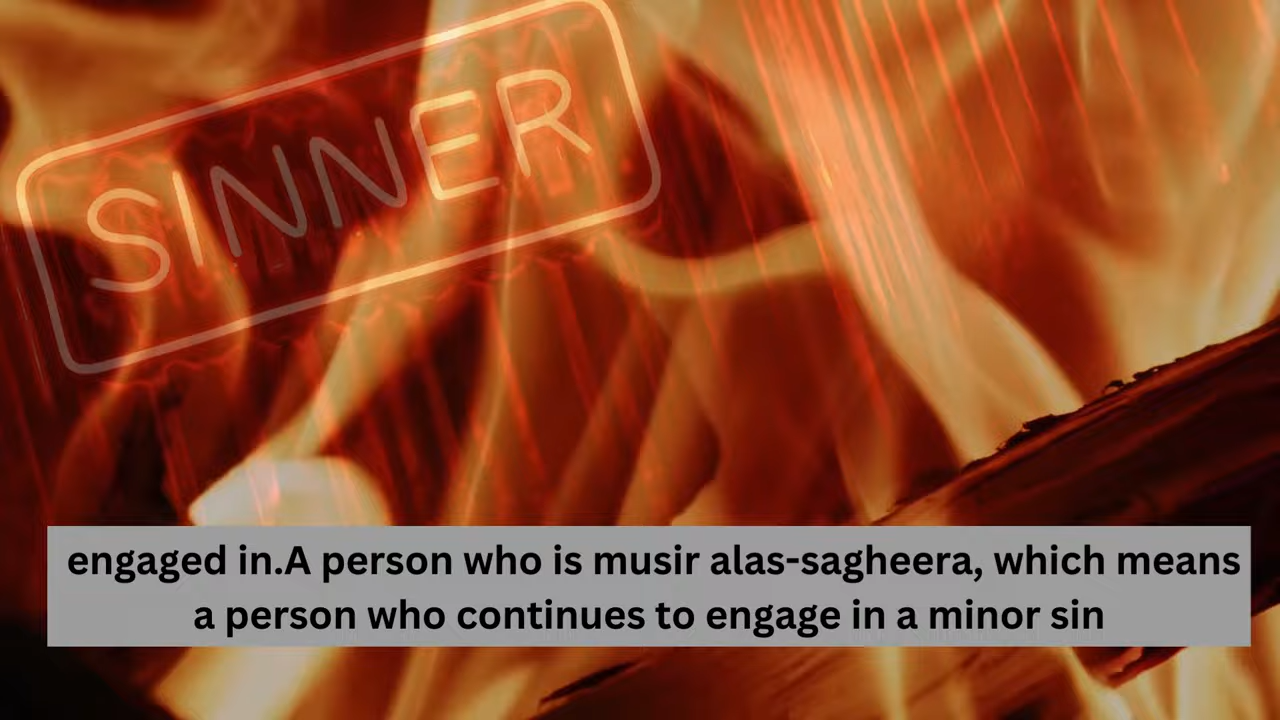 SINNER
engaged in.A person who is musir alas-sagheera, which means
a person who continues to engage in a minor sin